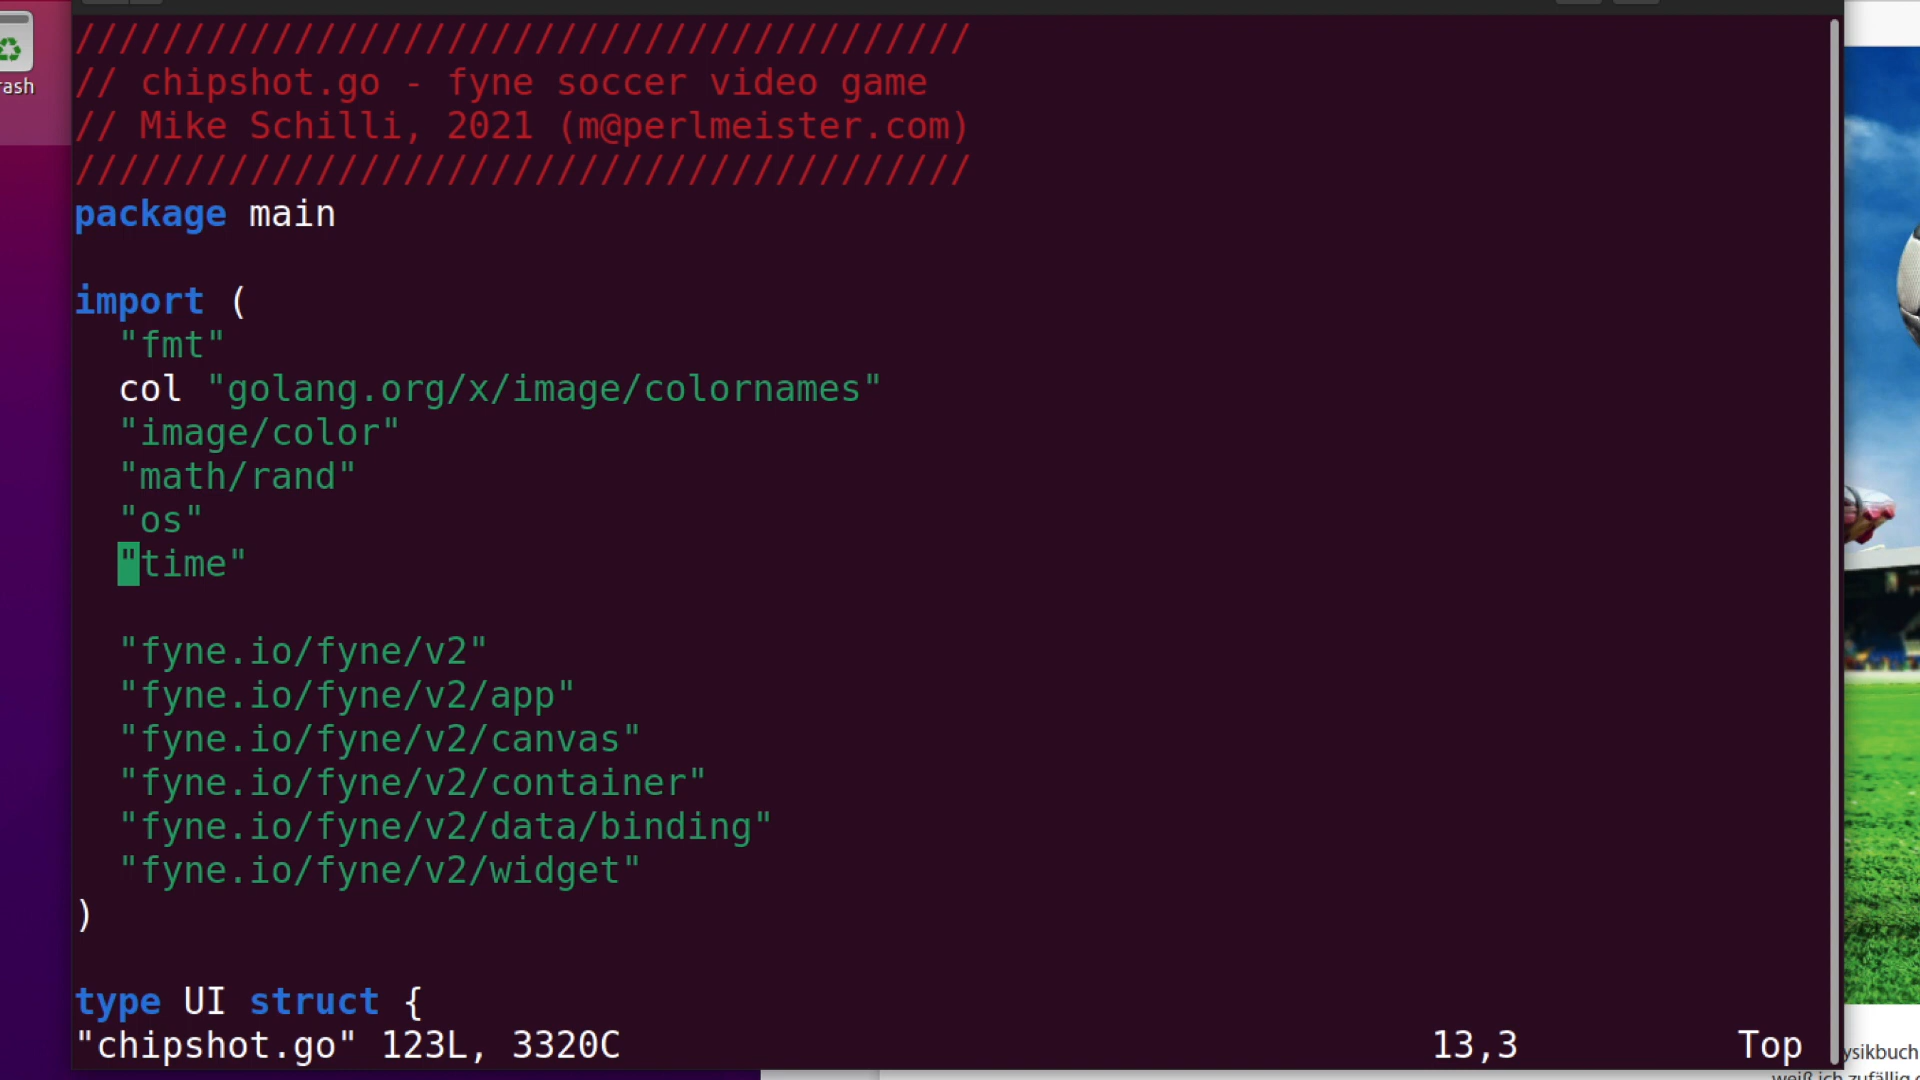 rash
///////////////////////////////////////// 
// chipshot.go - fyne soccer video game
// Mike Schilli, 2021 (m@perlmeister.com)
/////////////////////////////////////////
package main
import (
"fmt"
col "golang.org/x/image/colornames"
"image/color"
"math/rand"
"os"
"time"
"fyne.io/fyne/v2"
"fyne.io/fyne/v2/app"
"fyne.io/fyne/v2/canvas"
"fyne.io/fyne/v2/container"
"fyne.io/fyne/v2/data/binding"
"fyne.io/fyne/v2/widget"
)
type UI struct {
"chipshot.go" 123L, 3320C 13,3 Top
ysikbuch
weiß ich zufällig